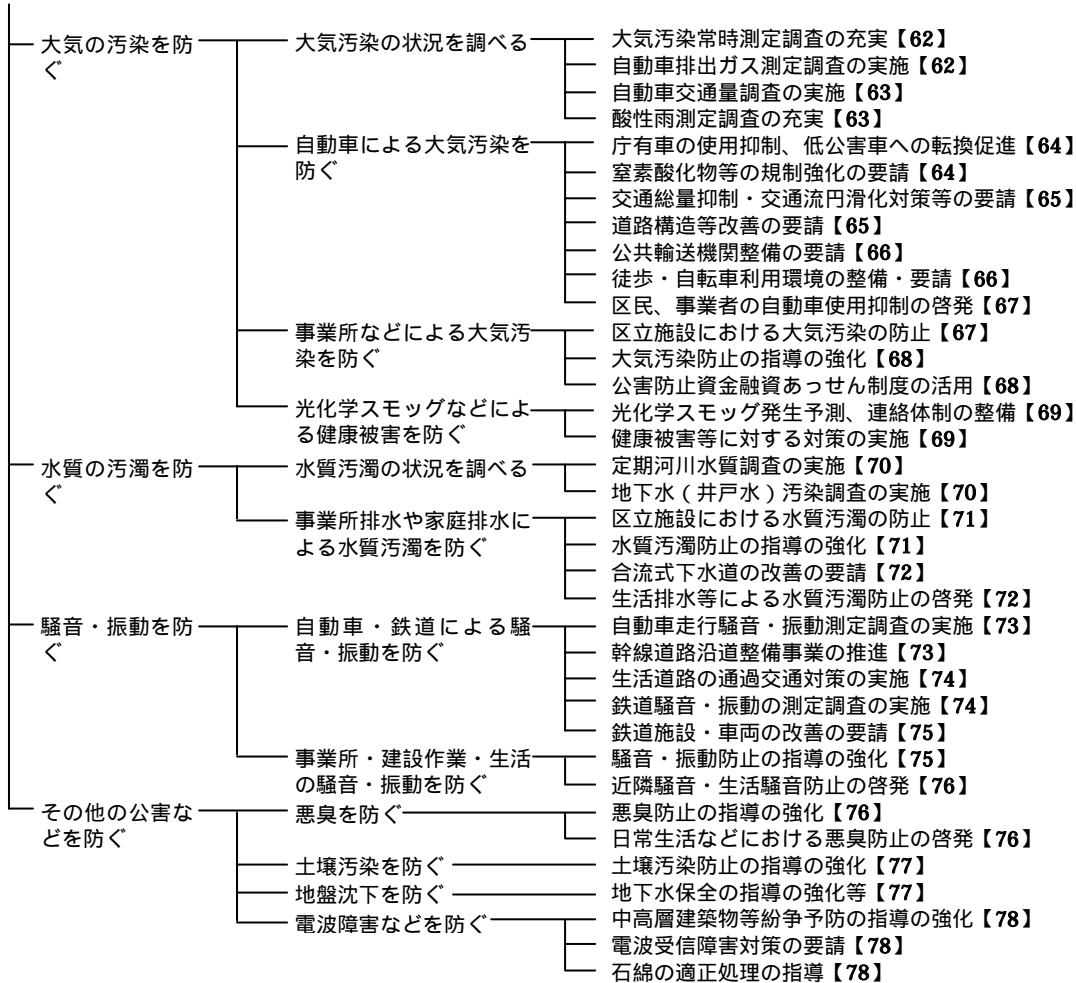 大気の汚染を防
ぐ
大気汚染の状況を調べる
大気汚染常時測定調査の充実【62】
自動車排出ガス測定調査の実施【62】
自動車交通量調査の実施【63】
酸性雨測定調査の充実【63】
自動車による大気汚染を
防ぐ
庁有車の使用抑制、低公害車への転換促進【64】
窒素酸化物等の規制強化の要請【64】
交通総量抑制・交通流円滑化対策等の要請【65】
道路構造等改善の要請【65】
公共輸送機関整備の要請【66】
徒歩・自転車利用環境の整備・要請【66】
区民、事業者の自動車使用抑制の啓発【67】
事業所などによる大気汚
染を防ぐ
区立施設における大気汚染の防止【67】
大気汚染防止の指導の強化【68】
公害防止資金融資あっせん制度の活用【68】
光化学スモッグなどによ
る健康被害を防ぐ
光化学スモッグ発生予測、連絡体制の整備【69】
健康被害等に対する対策の実施【69】
水質の汚濁を防
ぐ
水質汚濁の状況を調べる
定期河川水質調査の実施【70】
地下水(井戸水)汚染調査の実施【70】
事業所排水や家庭排水に
よる水質汚濁を防ぐ
区立施設における水質汚濁の防止【71】
水質汚濁防止の指導の強化【71】
合流式下水道の改善の要請【72】
生活排水等による水質汚濁防止の啓発【72】
騒音・振動を防
ぐ
自動車・鉄道による騒
音・振動を防ぐ
自動車走行騒音・振動測定調査の実施【73】
幹線道路沿道整備事業の推進【73】
生活道路の通過交通対策の実施【74】
鉄道騒音・振動の測定調査の実施【74】
鉄道施設・車両の改善の要請【75】
事業所・建設作業・生活
の騒音・振動を防ぐ
騒音・振動防止の指導の強化【75】
近隣騒音・生活騒音防止の啓発【76】
その他の公害な
どを防ぐ
悪臭を防ぐ
悪臭防止の指導の強化【76】
日常生活などにおける悪臭防止の啓発【76】
土壌汚染を防ぐ
土壌汚染防止の指導の強化【77】
地盤沈下を防ぐ
地下水保全の指導の強化等【77】
電波障害などを防ぐ
中高層建築物等紛争予防の指導の強化【78】
電波受信障害対策の要請【78】
石綿の適正処理の指導【78】